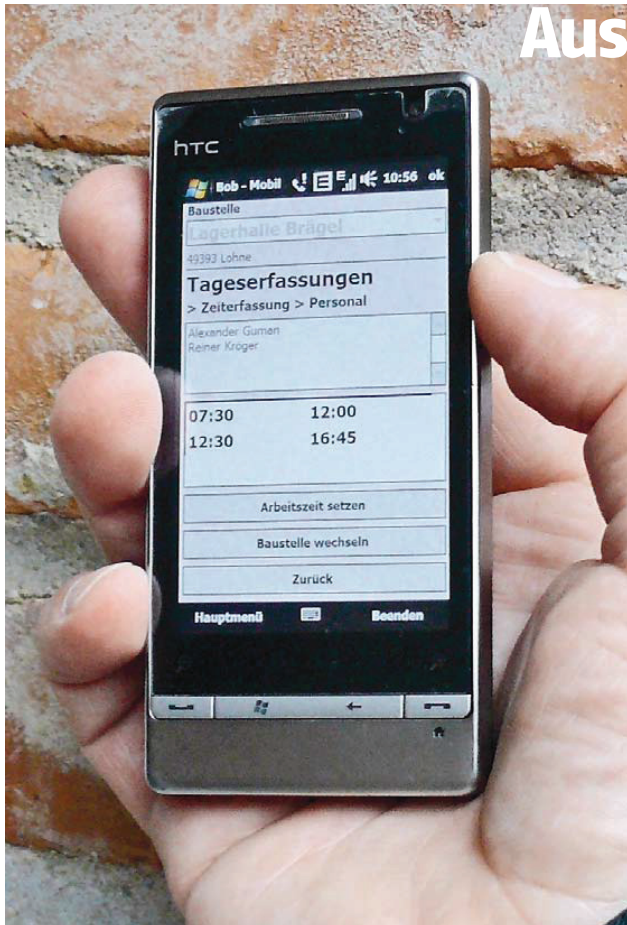 Aus
hTC
Bob - Mobil 10:56 ok
Baustelle
Lagerhalle Brägel
49393 Lohne
Tageserfassungen
> Zeiterfassung > Personal
Alexander Guman
Reiner Kröger
07:30 12:00
12:30 16:45
Arbeitszeit setzen
Baustelle wechseln
Zurück
Hauptmenü Beenden